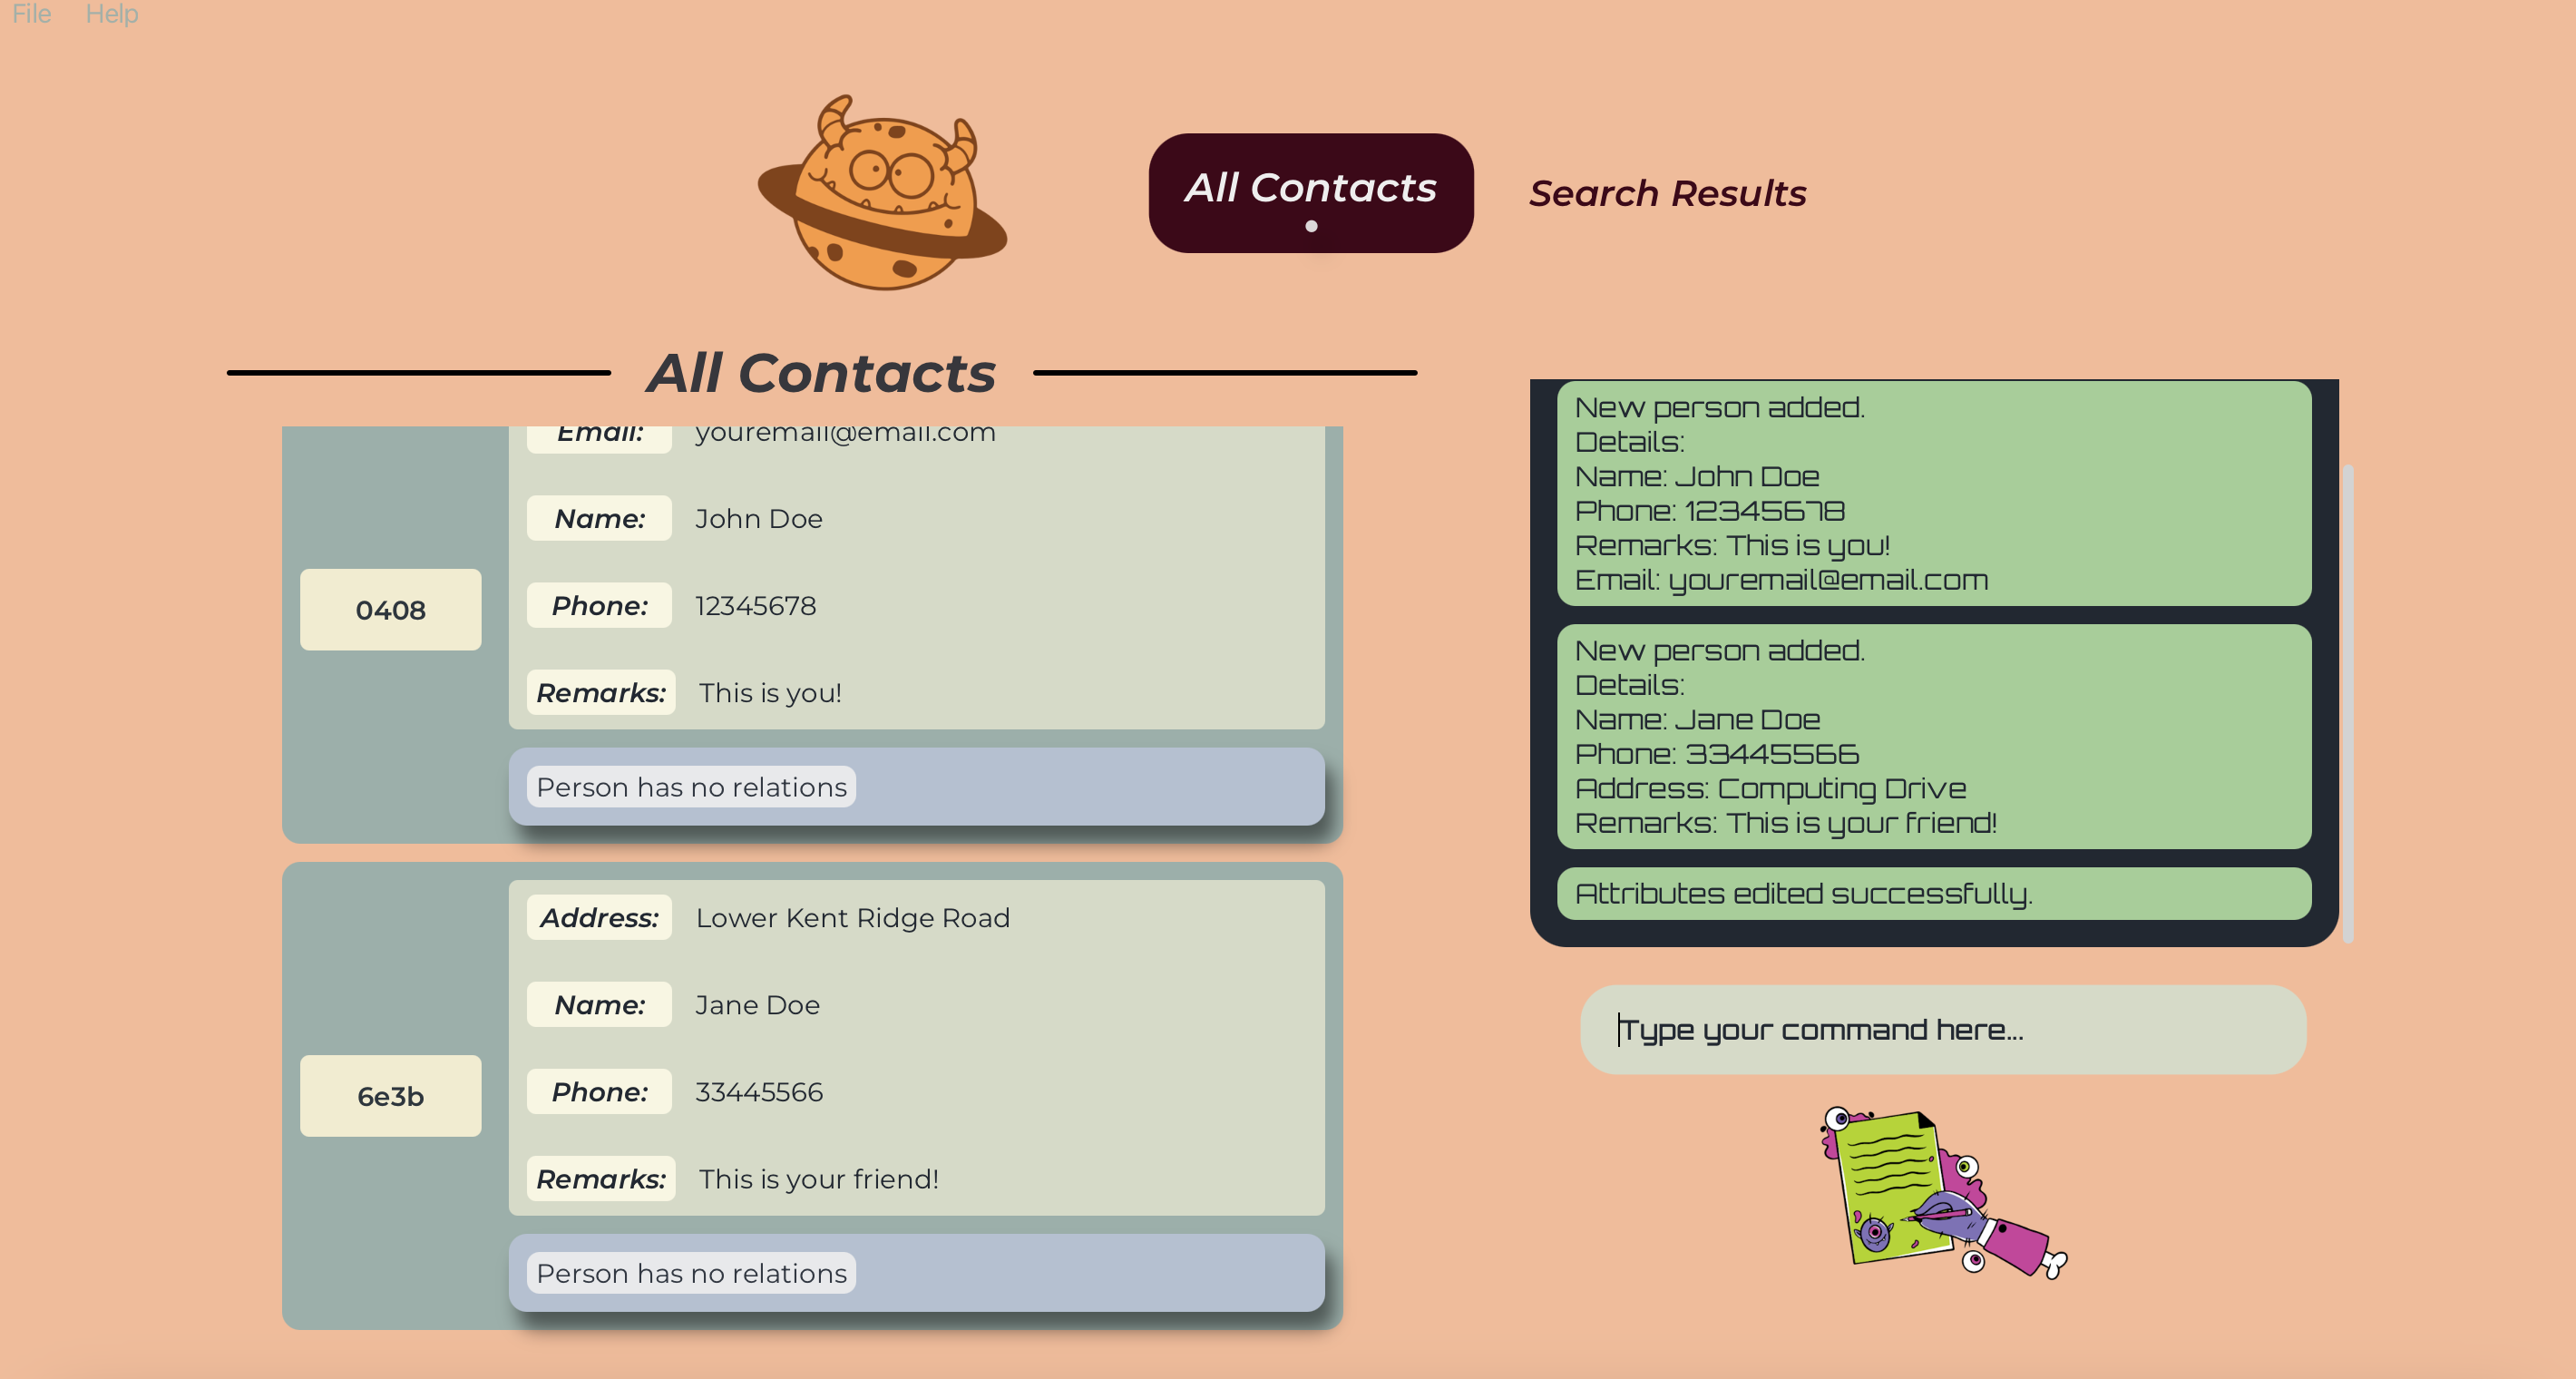 File Help
All Contacts
Search Results
All Contacts
Email: youremail@email.com
Name: John Doe
0408
Phone: 12345678
Remarks: This is you!
Person has no relations
Address: Lower Kent Ridge Road
Name: Jane Doe
6e3b
Phone: 33445566
Remarks: This is your friend!
Person has no relations
New person added.
Details:
Name: John Doe
Phone: 12345678
Remarks: This is you!
Email: youremail@email.com
New person added.
Details:
Name: Jane Doe
Phone: 33445566
Address: Computing Drive
Remarks: This is your friend!
Attributes edited successfully.
Type your command here...